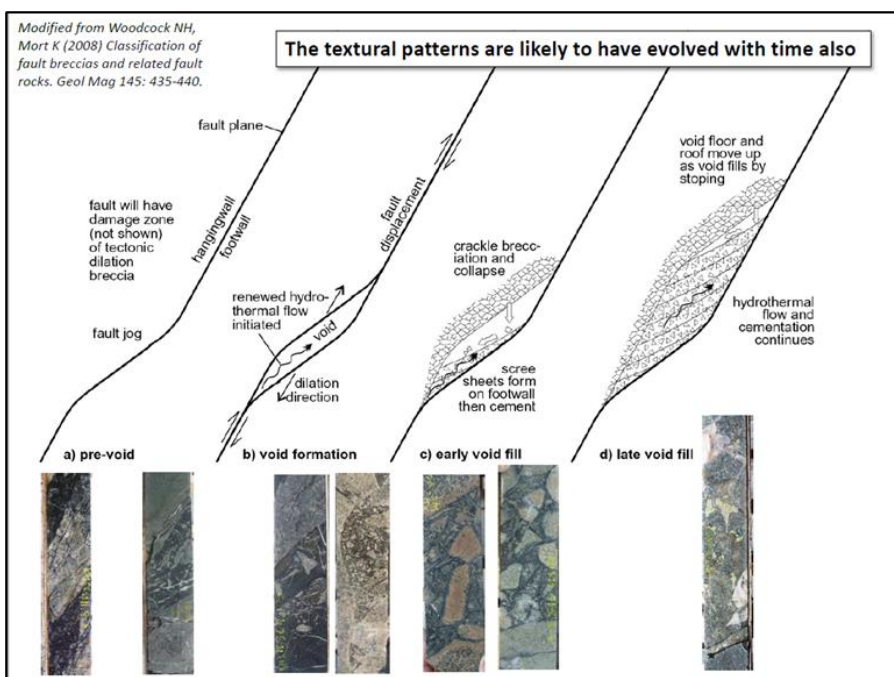 Modified from Woodcock NH,
Mort K (2008) Classification of
fault breccias and related fault
rocks. Geol Mag 145: 435-440.
The textural patterns are likely to have evolved with time also
fault plane
fault will have
damage zone
(not shown)
of tectonic
dilation
breccia
hangingwall
footwall
fault jog
a) pre-void
fault
displacement
renewed hydro-
thermal flow
initiated
void
dilation
direction
b) void formation
crackle brecc-
iation and
collapse
scree
sheets form
on footwall
then cement
c) early void fill
void floor and
roof move up
as void fills by
stoping
hydrothermal
flow and
cementation
continues
d) late void fill